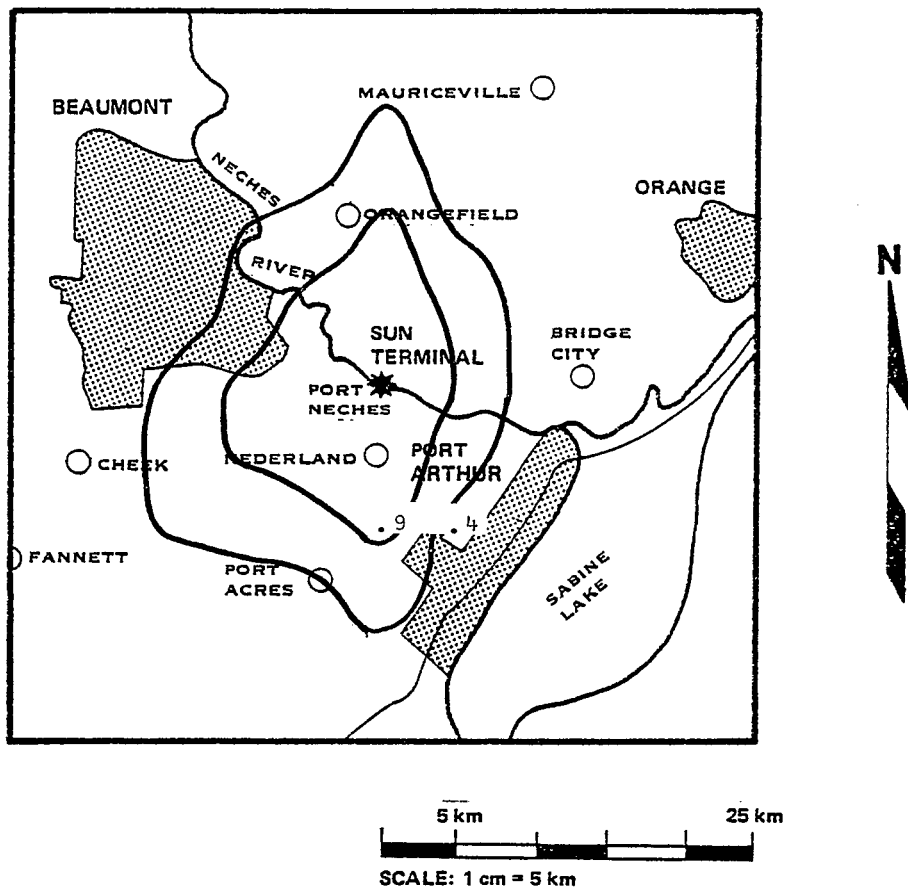 MAURICEVILLE
BEAUMONT
NECHES
ORANGE
ORANGEFIELD
N
RIVER
SUN
TERMINAL
BRIDGE
CITY
PORT
NECHES
NEDERLAND
PORT
ARTHUR
CHEEK
9
4
FANNETT
PORT
ACRES
SABINE
LAKE
5 km
25 km
SCALE: 1 cm = 5 km